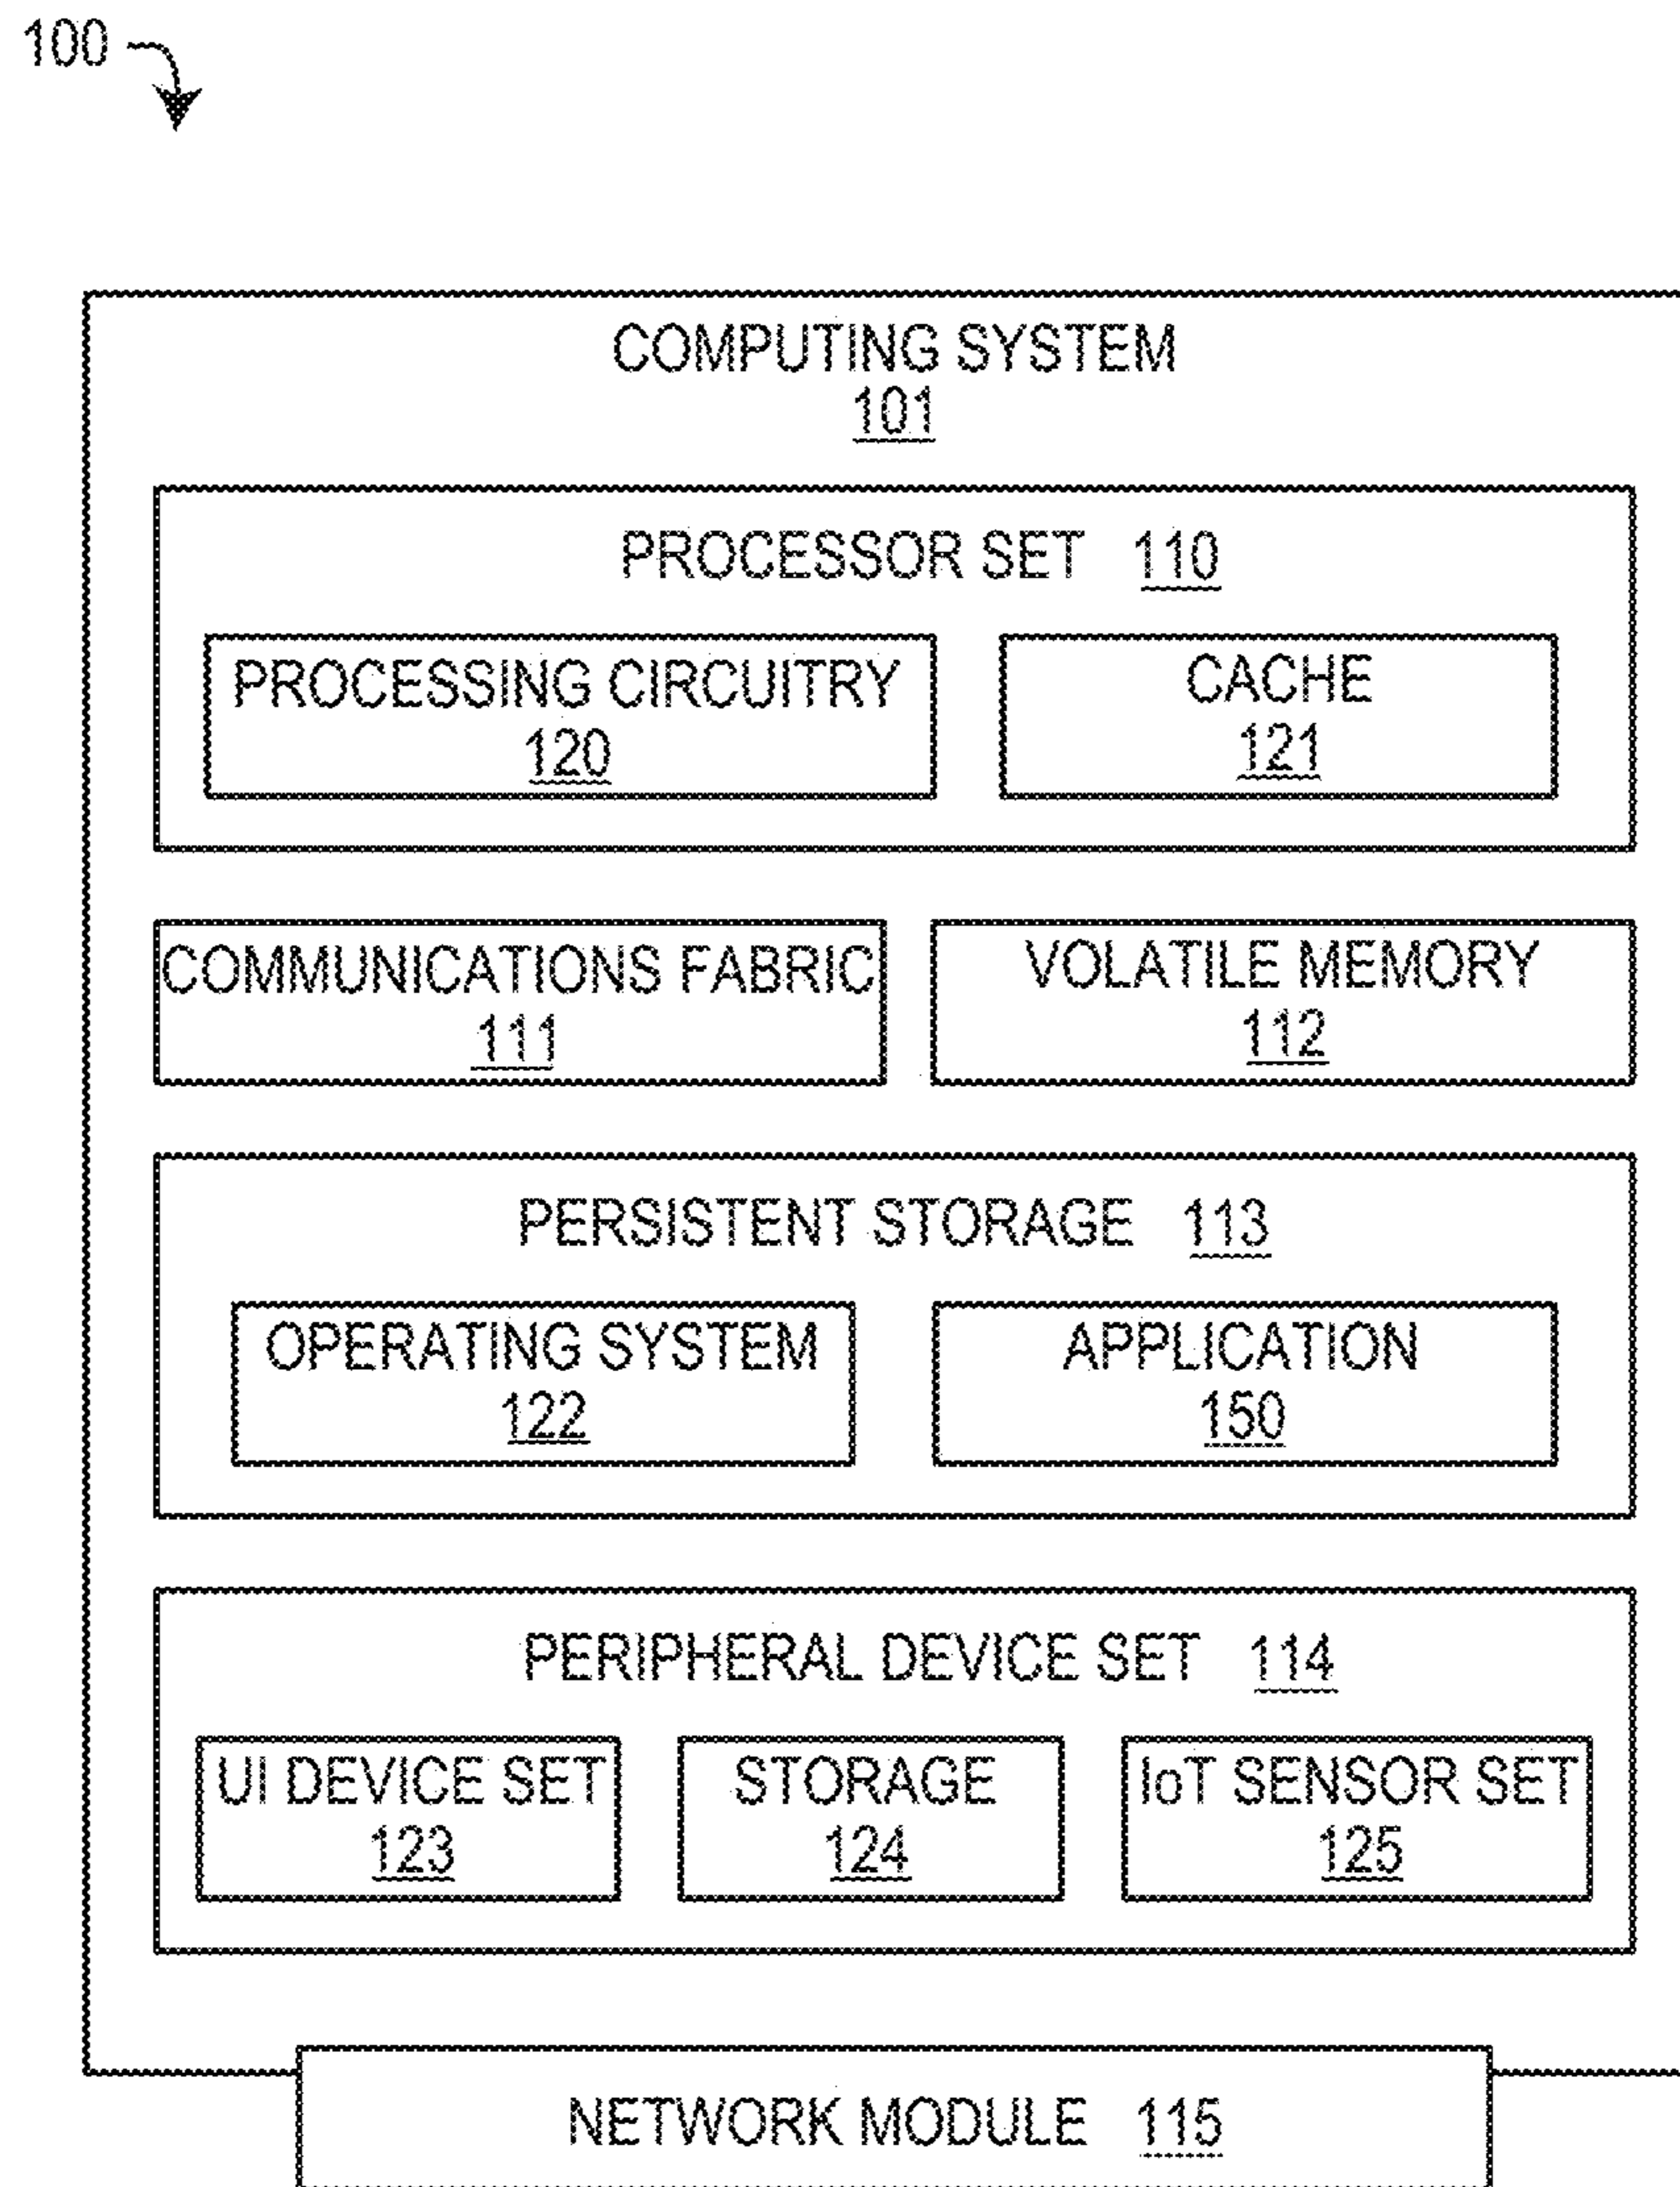 100
COMPUTING SYSTEM
101
PROCESSOR SET 110
PROCESSING CIRCUITRY
120
CACHE
121
COMMUNICATIONS FABRIC
111
VOLATILE MEMORY
112
PERSISTENT STORAGE 113
OPERATING SYSTEM
122
APPLICATION
150
PERIPHERAL DEVICE SET 114
UI DEVICE SET
123
STORAGE
124
IoT SENSOR SET
125
NETWORK MODULE 115